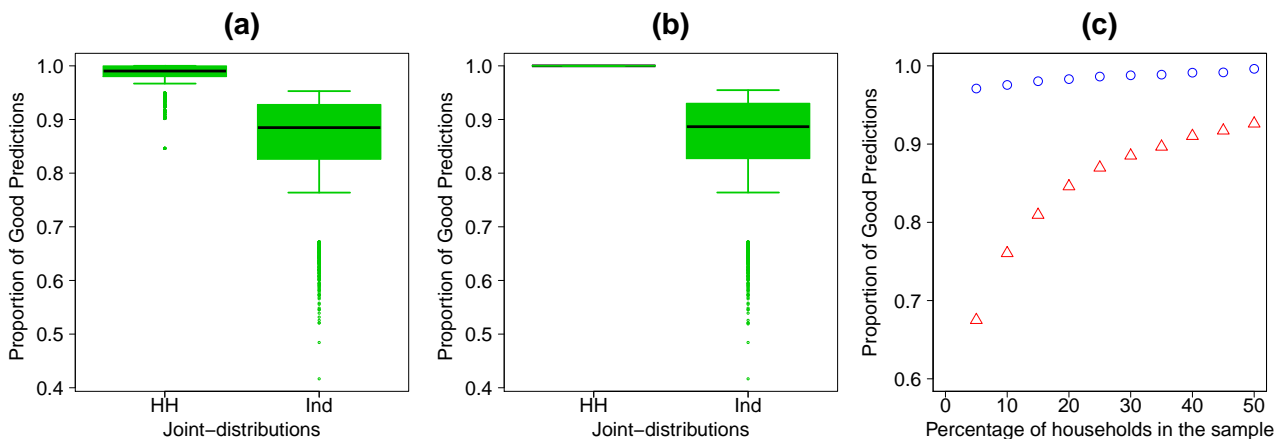 (a)
Proportion of Good Predictions
1.0
0.9
0.8
0.7
0.6
0.5
0.4
HH Ind
Joint−distributions
(b)
Proportion of Good Predictions
1.0
0.9
0.8
0.7
0.6
0.5
0.4
HH Ind
Joint−distributions
(c)
Proportion of Good Predictions
1.0
0.9
0.8
0.7
0.6
0 10 20 30 40 50
Percentage of households in the sample